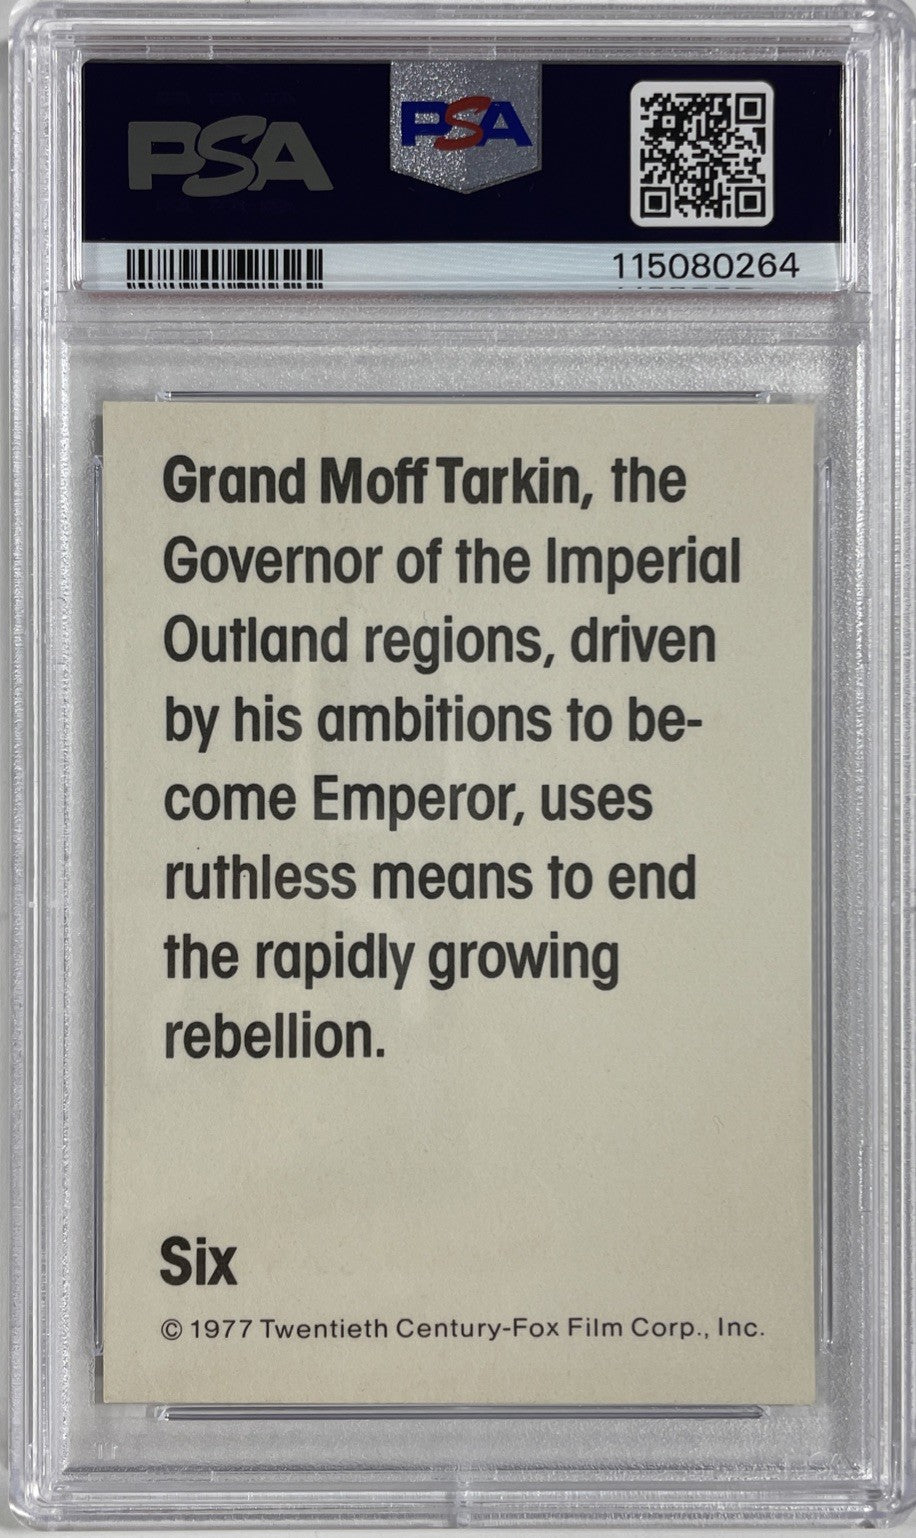 PSA
PSA
115080264
Grand Moff Tarkin, the
Governor of the Imperial
Outland regions, driven
by his ambitions to be-
come Emperor, uses
ruthless means to end
the rapidly growing
rebellion.
Six
© 1977 Twentieth Century-Fox Film Corp., Inc.